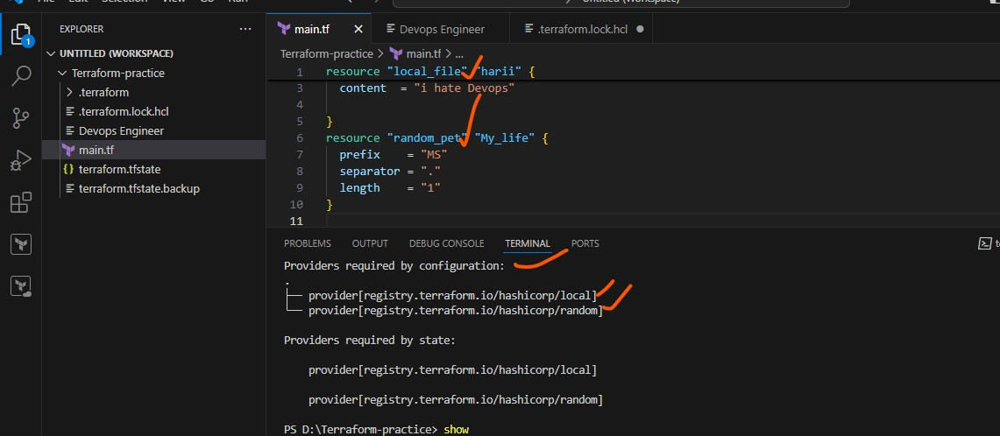 File Edit Selection View Go Run
Untitled (Workspace)
EXPLORER
main.tf
Devops Engineer
.terraform.lock.hcl
UNTITLED (WORKSPACE)
Terraform-practice > main.tf > ...
Terraform-practice
.terraform
.terraform.lock.hcl
Devops Engineer
main.tf
terraform.tfstate
terraform.tfstate.backup
1
1 resource "local_file" "harii" {
3 content = "i hate Devops"
4
5 }
6 resource "random_pet" "My_life" {
7 prefix = "MS"
8 separator = "."
9 length = "1"
10 }
11
PROBLEMS OUTPUT DEBUG CONSOLE TERMINAL PORTS
Providers required by configuration:
.
├── provider[registry.terraform.io/hashicorp/local]
└── provider[registry.terraform.io/hashicorp/random]
Providers required by state:
provider[registry.terraform.io/hashicorp/local]
provider[registry.terraform.io/hashicorp/random]
PS D:\Terraform-practice> show